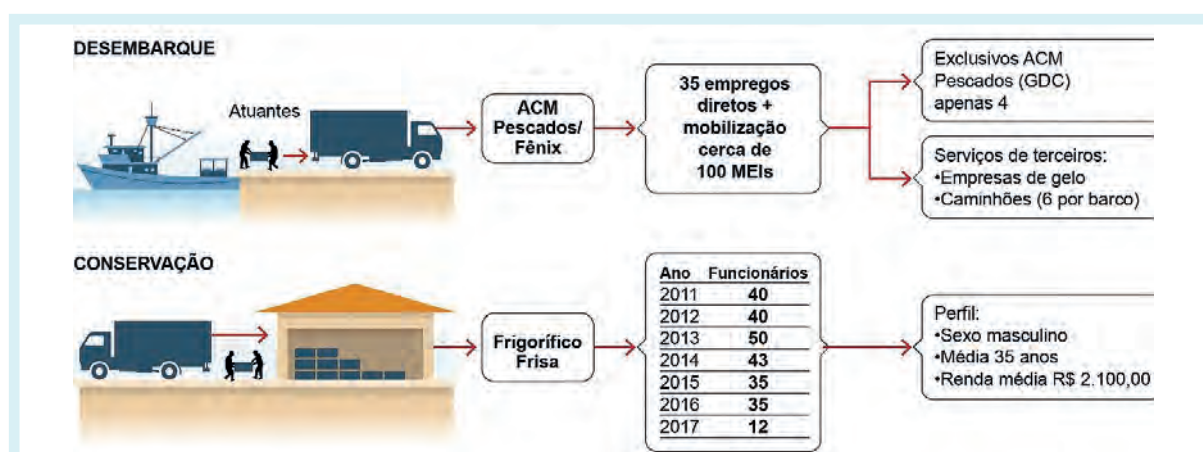 DESEMBARQUE
Atuantes
ACM
Pescados/
Fênix
35 empregos
diretos +
mobilização
cerca de
100 MEIs
Exclusivos ACM
Pescados (GDC)
apenas 4
Serviços de terceiros:
•Empresas de gelo
•Caminhões (6 por barco)
CONSERVAÇÃO
Frigorífico
Frisa
Ano Funcionários
2011 40
2012 40
2013 50
2014 43
2015 35
2016 35
2017 12
Perfil:
•Sexo masculino
•Média 35 anos
•Renda média R$ 2.100,00